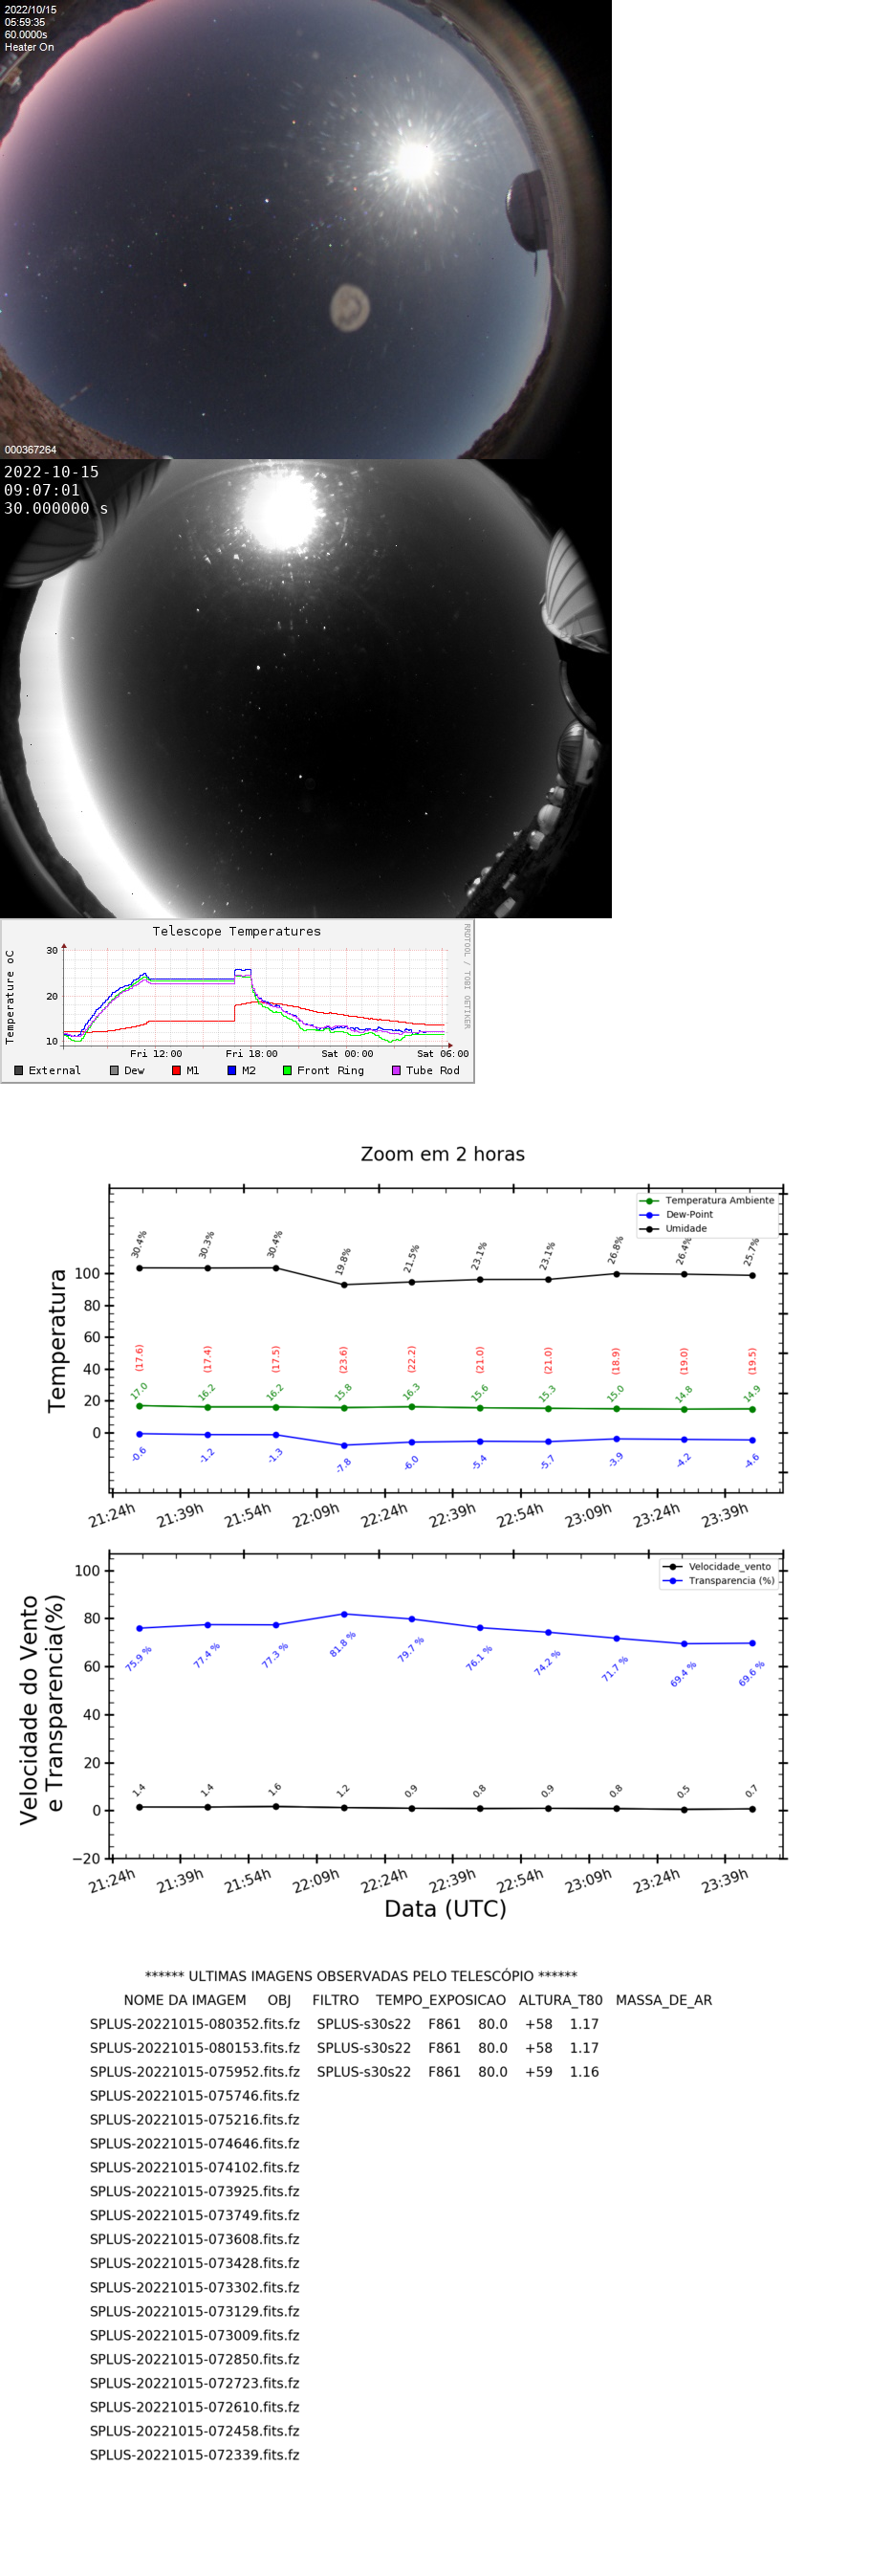 2022/10/15
05:59:35
60.0000s
Heater On
000367264
2022-10-15
09:07:01
30.000000 s
Telescope Temperatures
RRDTOOL / TOBI OETIKER
Temperature oC
30
20
10
Fri 12:00 Fri 18:00 Sat 00:00 Sat 06:00
External Dew M1 M2 Front Ring Tube Rod
Zoom em 2 horas
Temperatura Ambiente
Dew-Point
Umidade
Temperatura
100
80
60
40
20
0
30.4% 30.3% 30.4% 19.8% 21.5% 23.1% 23.1% 26.8% 26.4% 25.7%
(17.6) (17.4) (17.5) (23.6) (22.2) (21.0) (21.0) (18.9) (19.0) (19.5)
17.0 16.2 16.2 15.8 16.3 15.6 15.3 15.0 14.8 14.9
-0.6 -1.2 -1.3 -7.8 -6.0 -5.4 -5.7 -3.9 -4.2 -4.6
21:24h 21:39h 21:54h 22:09h 22:24h 22:39h 22:54h 23:09h 23:24h 23:39h
Velocidade_vento
Transparencia (%)
Velocidade do Vento
e Transparencia(%)
100
80
60
40
20
0
−20
75.9 % 77.4 % 77.3 % 81.8 % 79.7 % 76.1 % 74.2 % 71.7 % 69.4 % 69.6 %
1.4 1.4 1.6 1.2 0.9 0.8 0.9 0.8 0.5 0.7
21:24h 21:39h 21:54h 22:09h 22:24h 22:39h 22:54h 23:09h 23:24h 23:39h
Data (UTC)
****** ULTIMAS IMAGENS OBSERVADAS PELO TELESCÓPIO ******
NOME DA IMAGEM OBJ FILTRO TEMPO_EXPOSICAO ALTURA_T80 MASSA_DE_AR
SPLUS-20221015-080352.fits.fz SPLUS-s30s22 F861 80.0 +58 1.17
SPLUS-20221015-080153.fits.fz SPLUS-s30s22 F861 80.0 +58 1.17
SPLUS-20221015-075952.fits.fz SPLUS-s30s22 F861 80.0 +59 1.16
SPLUS-20221015-075746.fits.fz
SPLUS-20221015-075216.fits.fz
SPLUS-20221015-074646.fits.fz
SPLUS-20221015-074102.fits.fz
SPLUS-20221015-073925.fits.fz
SPLUS-20221015-073749.fits.fz
SPLUS-20221015-073608.fits.fz
SPLUS-20221015-073428.fits.fz
SPLUS-20221015-073302.fits.fz
SPLUS-20221015-073129.fits.fz
SPLUS-20221015-073009.fits.fz
SPLUS-20221015-072850.fits.fz
SPLUS-20221015-072723.fits.fz
SPLUS-20221015-072610.fits.fz
SPLUS-20221015-072458.fits.fz
SPLUS-20221015-072339.fits.fz